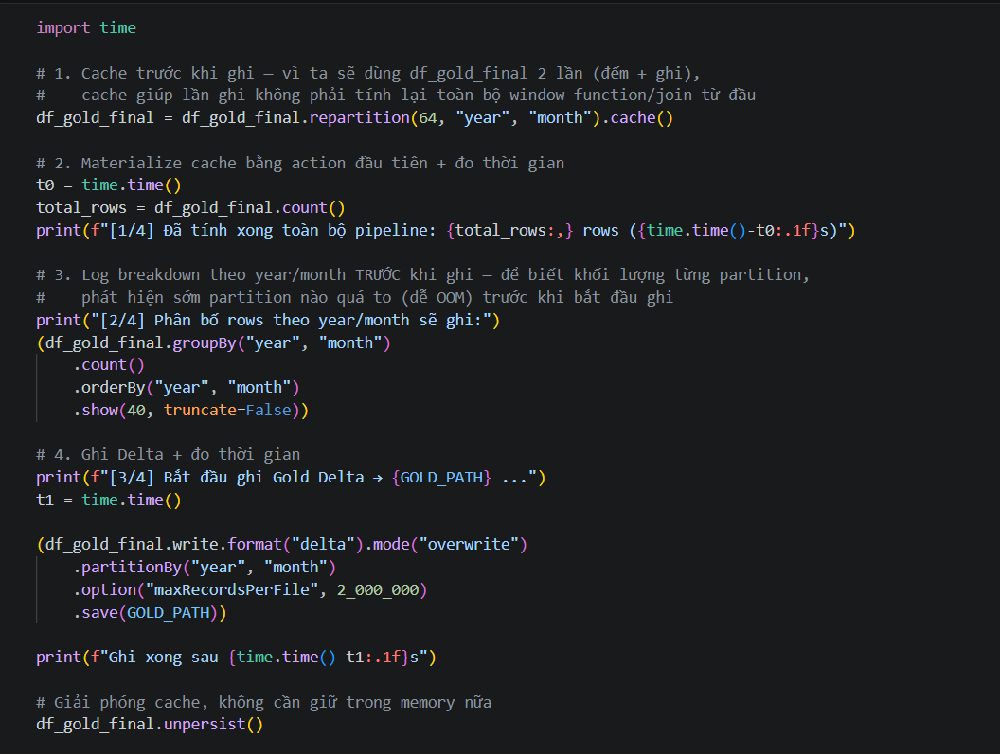 import time
# 1. Cache trước khi ghi — vì ta sẽ dùng df_gold_final 2 lần (đếm + ghi),
#    cache giúp lần ghi không phải tính lại toàn bộ window function/join từ đầu
df_gold_final = df_gold_final.repartition(64, "year", "month").cache()
# 2. Materialize cache bằng action đầu tiên + đo thời gian
t0 = time.time()
total_rows = df_gold_final.count()
print(f"[1/4] Đã tính xong toàn bộ pipeline: {total_rows:,} rows ({time.time()-t0:.1f}s)")
# 3. Log breakdown theo year/month TRƯỚC khi ghi — để biết khối lượng từng partition,
#    phát hiện sớm partition nào quá to (dễ OOM) trước khi bắt đầu ghi
print("[2/4] Phân bố rows theo year/month sẽ ghi:")
(df_gold_final.groupBy("year", "month")
    .count()
    .orderBy("year", "month")
    .show(40, truncate=False))
# 4. Ghi Delta + đo thời gian
print(f"[3/4] Bắt đầu ghi Gold Delta → {GOLD_PATH} ...")
t1 = time.time()
(df_gold_final.write.format("delta").mode("overwrite")
    .partitionBy("year", "month")
    .option("maxRecordsPerFile", 2_000_000)
    .save(GOLD_PATH))
print(f"Ghi xong sau {time.time()-t1:.1f}s")
# Giải phóng cache, không cần giữ trong memory nữa
df_gold_final.unpersist()